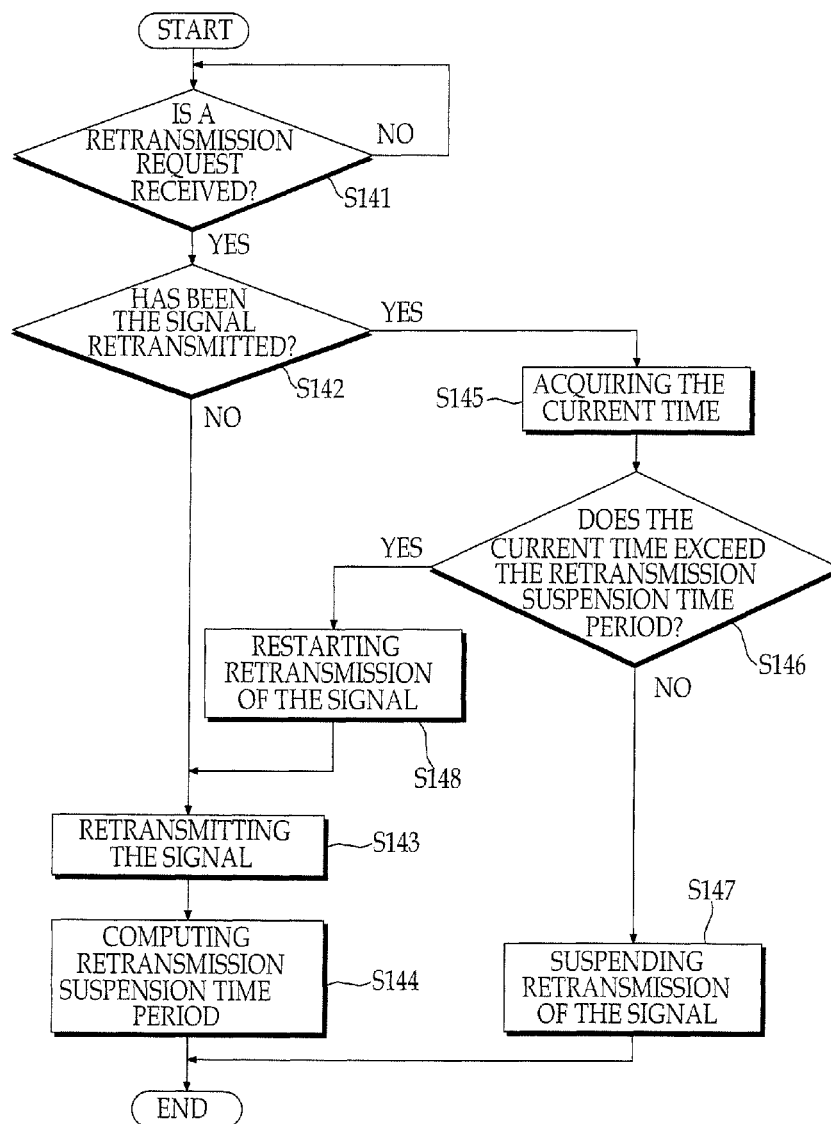 START
IS A
RETRANSMISSION
REQUEST
RECEIVED?
NO
S141
YES
HAS BEEN
THE SIGNAL
RETRANSMITTED?
YES
S142
NO
S145
ACQUIRING THE
CURRENT TIME
DOES THE
CURRENT TIME EXCEED
THE RETRANSMISSION
SUSPENSION TIME
PERIOD?
YES
S146
NO
RESTARTING
RETRANSMISSION
OF THE SIGNAL
S148
RETRANSMITTING
THE SIGNAL
S143
S147
COMPUTING
RETRANSMISSION
SUSPENSION TIME
PERIOD
S144
SUSPENDING
RETRANSMISSION
OF THE SIGNAL
END